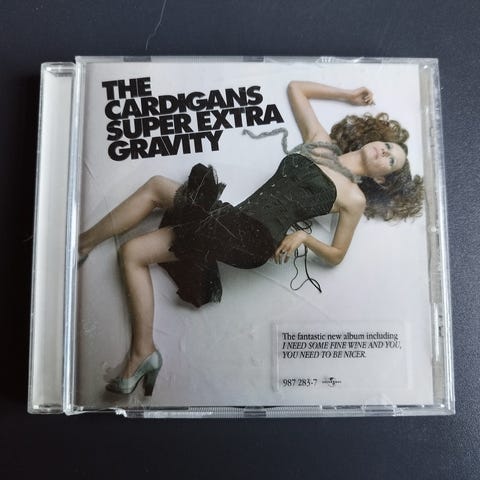 THE
CARDIGANS
SUPER EXTRA
GRAVITY
The fantastic new album including
I NEED SOME FINE WINE AND YOU,
YOU NEED TO BE NICER.
987 283-7 UNIVERSAL